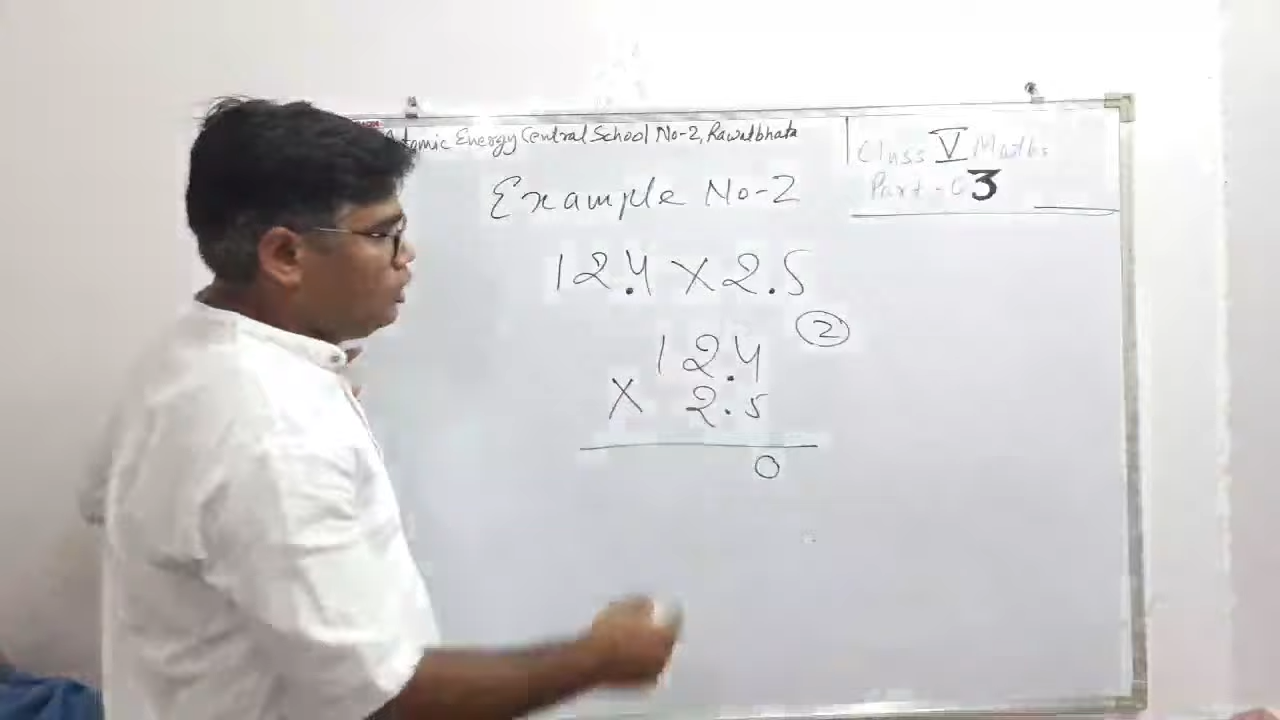 Atomic Energy Central School No-2, Rawatbhata
Class V Maths
Part-03
Example No-2
12.4 × 2.5
2
12.4
× 2.5
0